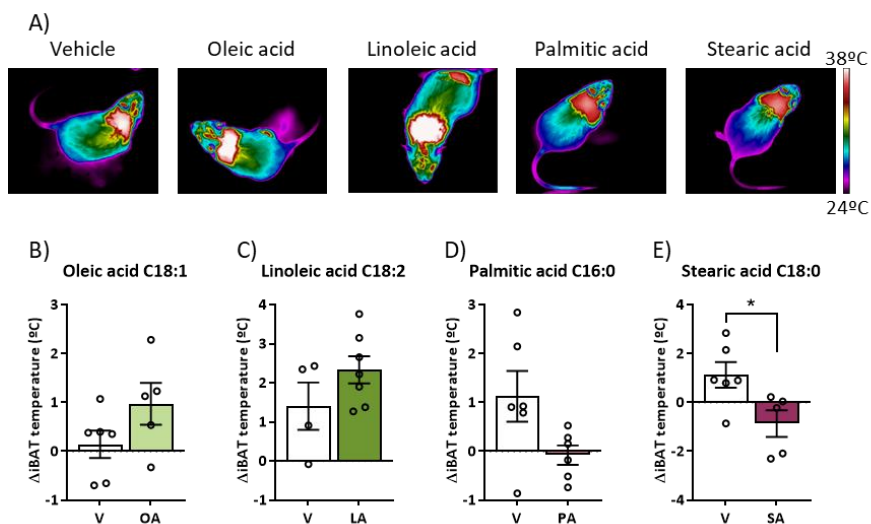 A)
Vehicle
Oleic acid
Linoleic acid
Palmitic acid
Stearic acid
38ºC
24ºC
B)
Oleic acid C18:1
ΔiBAT temperature (ºC)
3
2
1
0
-1
V
OA
C)
Linoleic acid C18:2
ΔiBAT temperature (ºC)
4
3
2
1
0
-1
V
LA
D)
Palmitic acid C16:0
ΔiBAT temperature (ºC)
3
2
1
0
-1
V
PA
E)
Stearic acid C18:0
ΔiBAT temperature (ºC)
4
2
0
-2
-4
*
V
SA